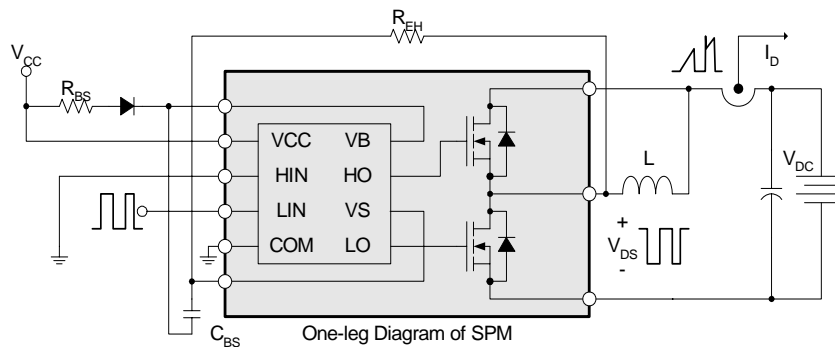 R_EH
V_CC
R_BS
I_D
VCC VB
HIN HO
LIN VS
COM LO
L
V_DC
+
V_DS
-
C_BS
One-leg Diagram of SPM